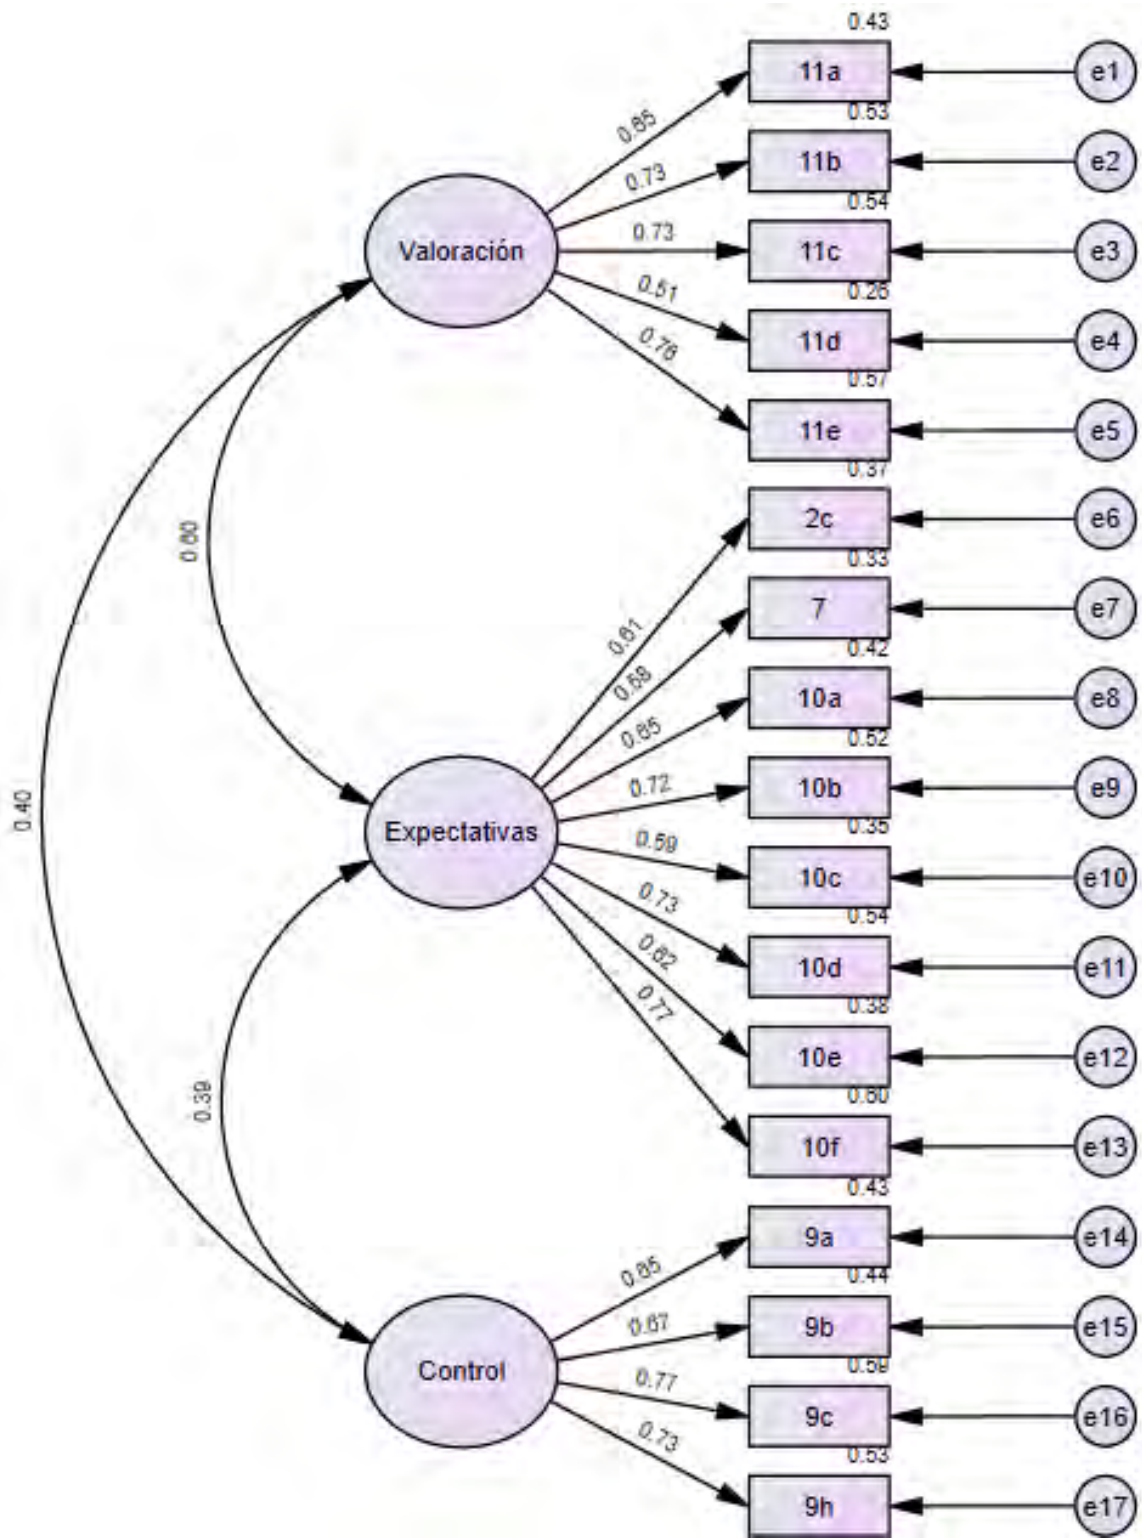 0.43
11a
e1
0.65
0.53
11b
e2
0.73
0.54
Valoración
11c
e3
0.73
0.26
11d
e4
0.51
0.57
11e
e5
0.76
0.37
2c
e6
0.60
0.61
0.33
7
e7
0.58
0.42
10a
e8
0.65
0.52
10b
e9
0.72
0.40
Expectativas
0.35
10c
e10
0.59
0.54
10d
e11
0.73
0.38
10e
e12
0.62
0.60
10f
e13
0.77
0.39
0.43
9a
e14
0.65
0.44
9b
e15
0.67
Control
0.59
9c
e16
0.77
0.53
9h
e17
0.73